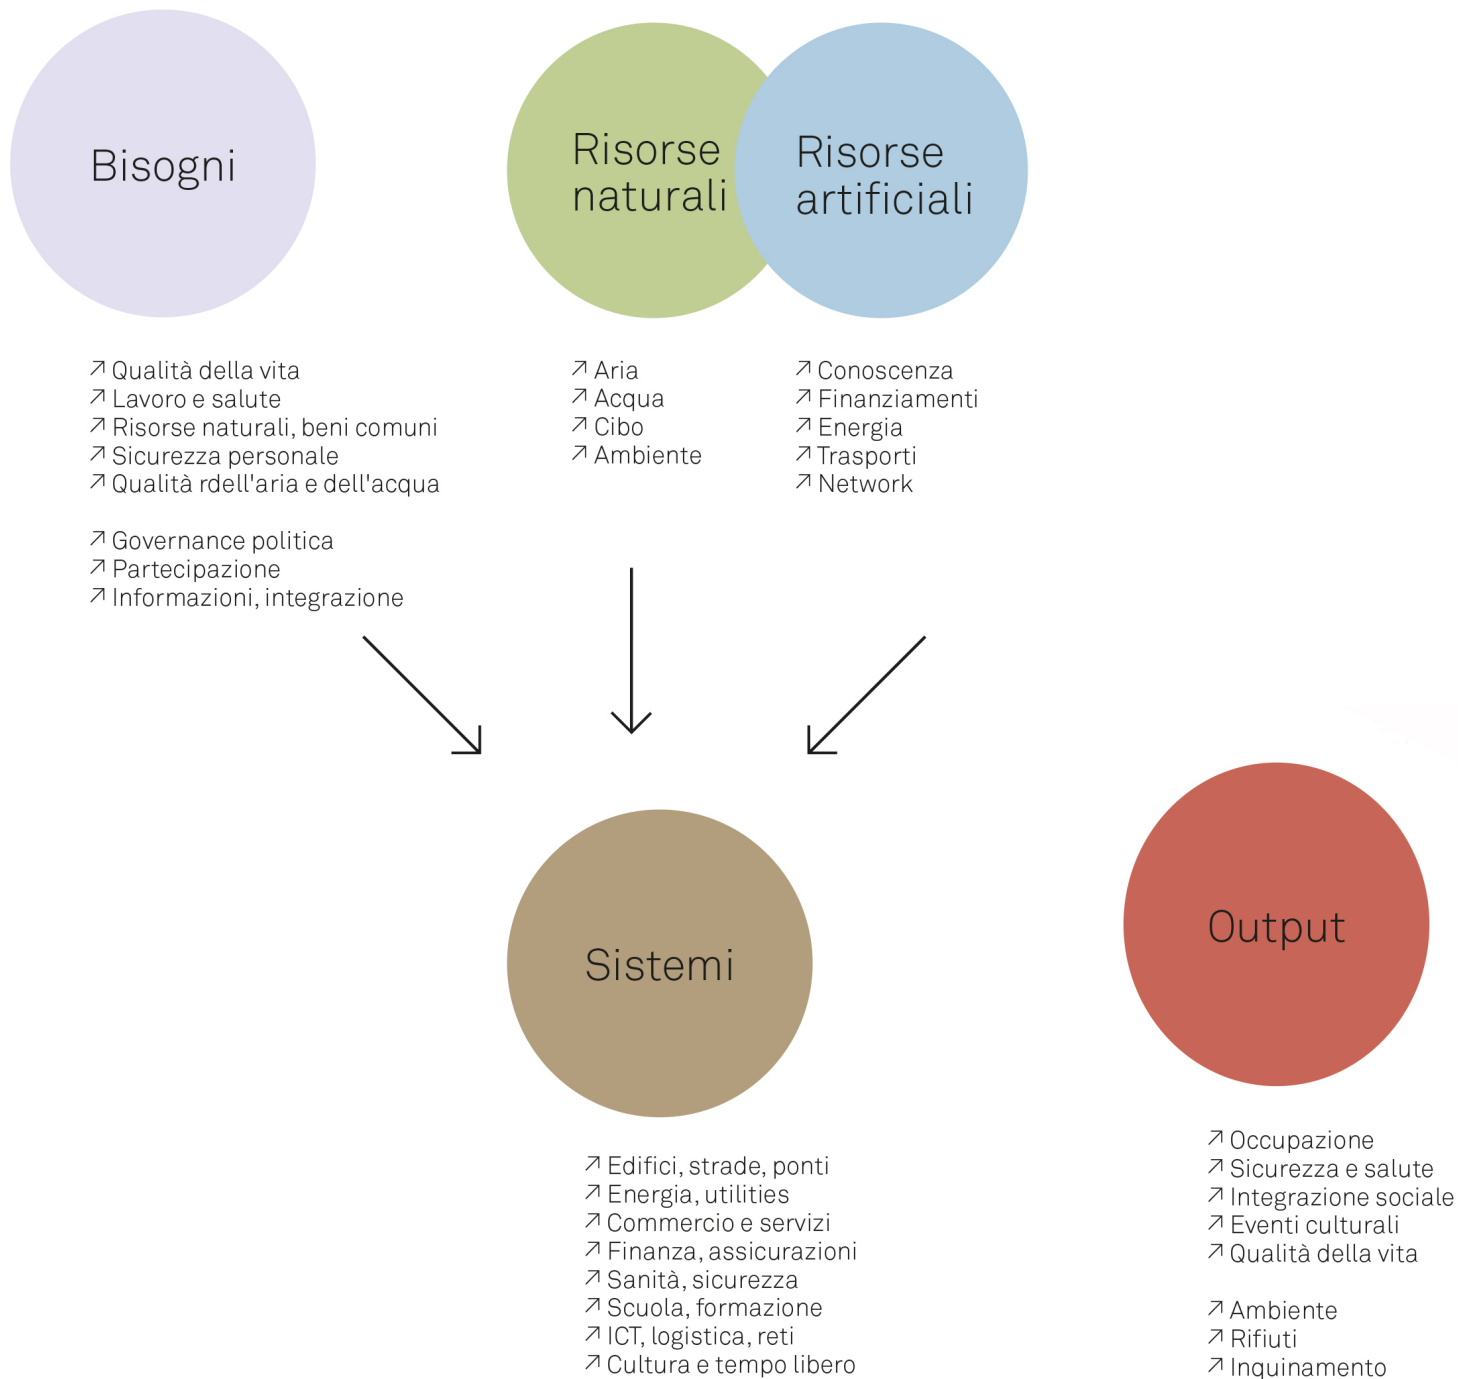 Bisogni
↗ Qualità della vita
↗ Lavoro e salute
↗ Risorse naturali, beni comuni
↗ Sicurezza personale
↗ Qualità rdell'aria e dell'acqua
↗ Governance politica
↗ Partecipazione
↗ Informazioni, integrazione
Risorse
naturali
↗ Aria
↗ Acqua
↗ Cibo
↗ Ambiente
Risorse
artificiali
↗ Conoscenza
↗ Finanziamenti
↗ Energia
↗ Trasporti
↗ Network
Sistemi
↗ Edifici, strade, ponti
↗ Energia, utilities
↗ Commercio e servizi
↗ Finanza, assicurazioni
↗ Sanità, sicurezza
↗ Scuola, formazione
↗ ICT, logistica, reti
↗ Cultura e tempo libero
Output
↗ Occupazione
↗ Sicurezza e salute
↗ Integrazione sociale
↗ Eventi culturali
↗ Qualità della vita
↗ Ambiente
↗ Rifiuti
↗ Inquinamento